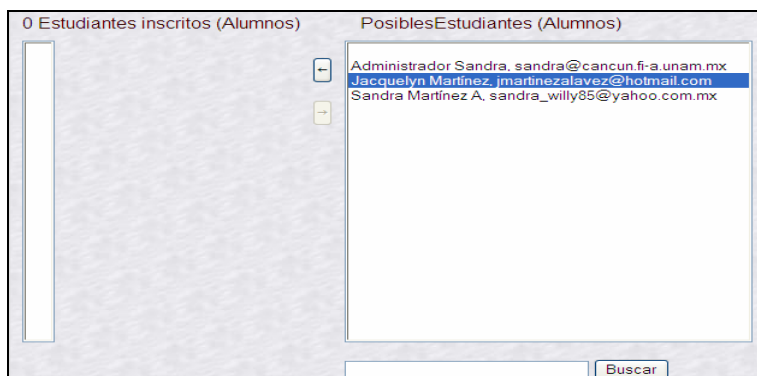 0 Estudiantes inscritos (Alumnos)
PosiblesEstudiantes (Alumnos)
←
→
Administrador Sandra, sandra@cancun.fi-a.unam.mx
Jacquelyn Martínez, jmartinezalavez@hotmail.com
Sandra Martínez A, sandra_willy85@yahoo.com.mx
Buscar